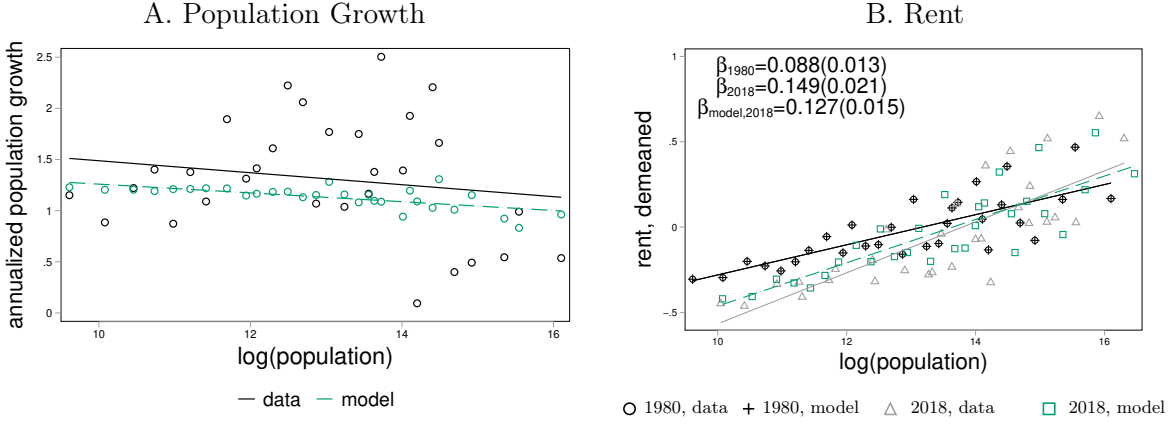 A. Population Growth
annualized population growth
2.5
2
1.5
1
.5
0
10
12
14
16
log(population)
data
model
B. Rent
rent, demeaned
1
.5
0
-.5
β1980=0.088(0.013)
β2018=0.149(0.021)
βmodel,2018=0.127(0.015)
10
12
14
16
log(population)
1980, data
1980, model
2018, data
2018, model